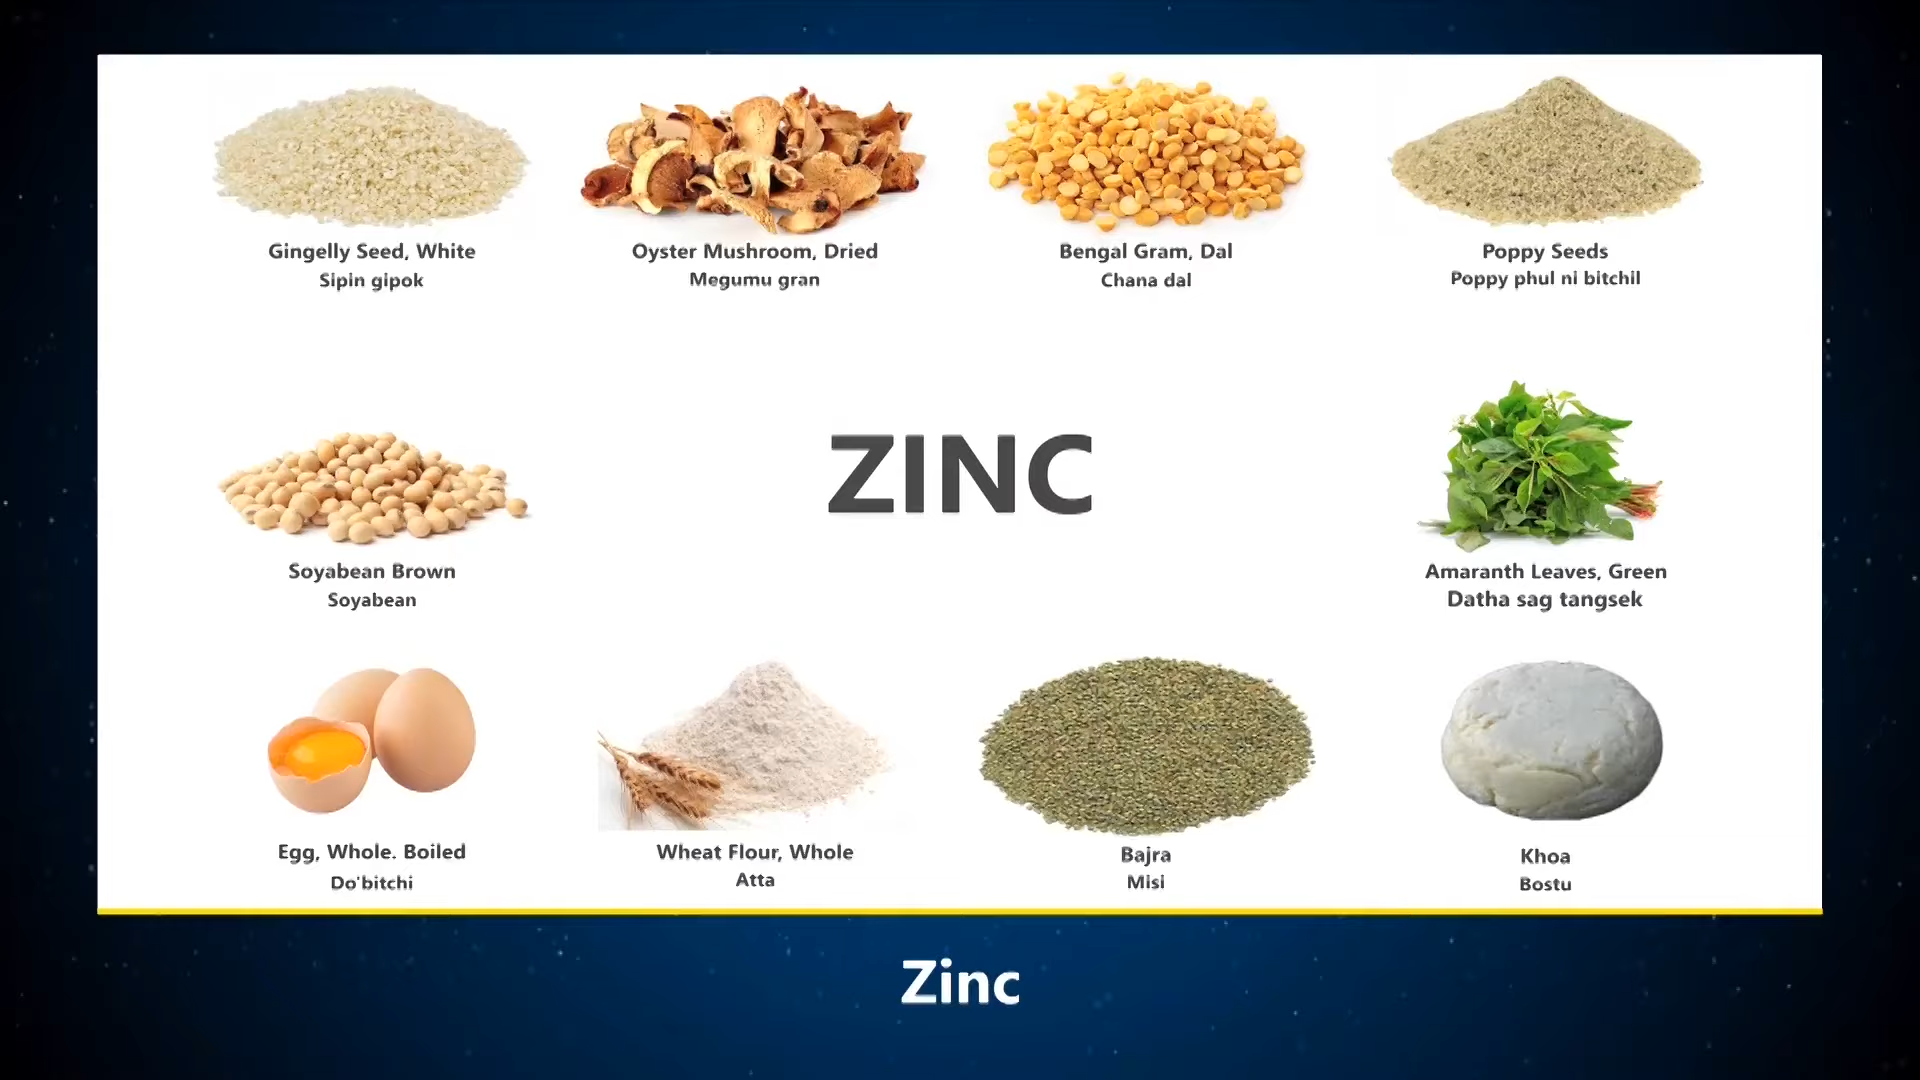 Gingelly Seed, White
Sipin gipok
Oyster Mushroom, Dried
Megumu gran
Bengal Gram, Dal
Chana dal
Poppy Seeds
Poppy phul ni bitchil
ZINC
Soyabean Brown
Soyabean
Amaranth Leaves, Green
Datha sag tangsek
Egg, Whole. Boiled
Do'bitchi
Wheat Flour, Whole
Atta
Bajra
Misi
Khoa
Bostu
Zinc